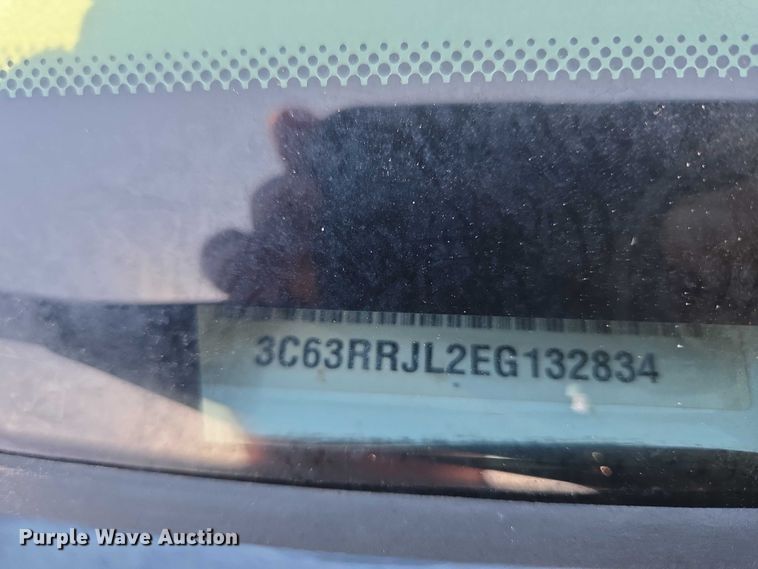 3C63RRJL2EG132834
Purple Wave Auction